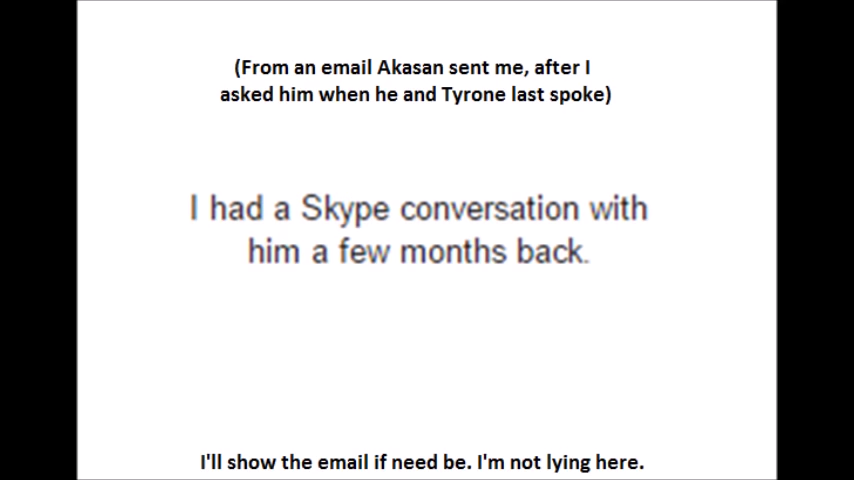 (From an email Akasan sent me, after I
asked him when he and Tyrone last spoke)
I had a Skype conversation with
him a few months back.
I'll show the email if need be. I'm not lying here.